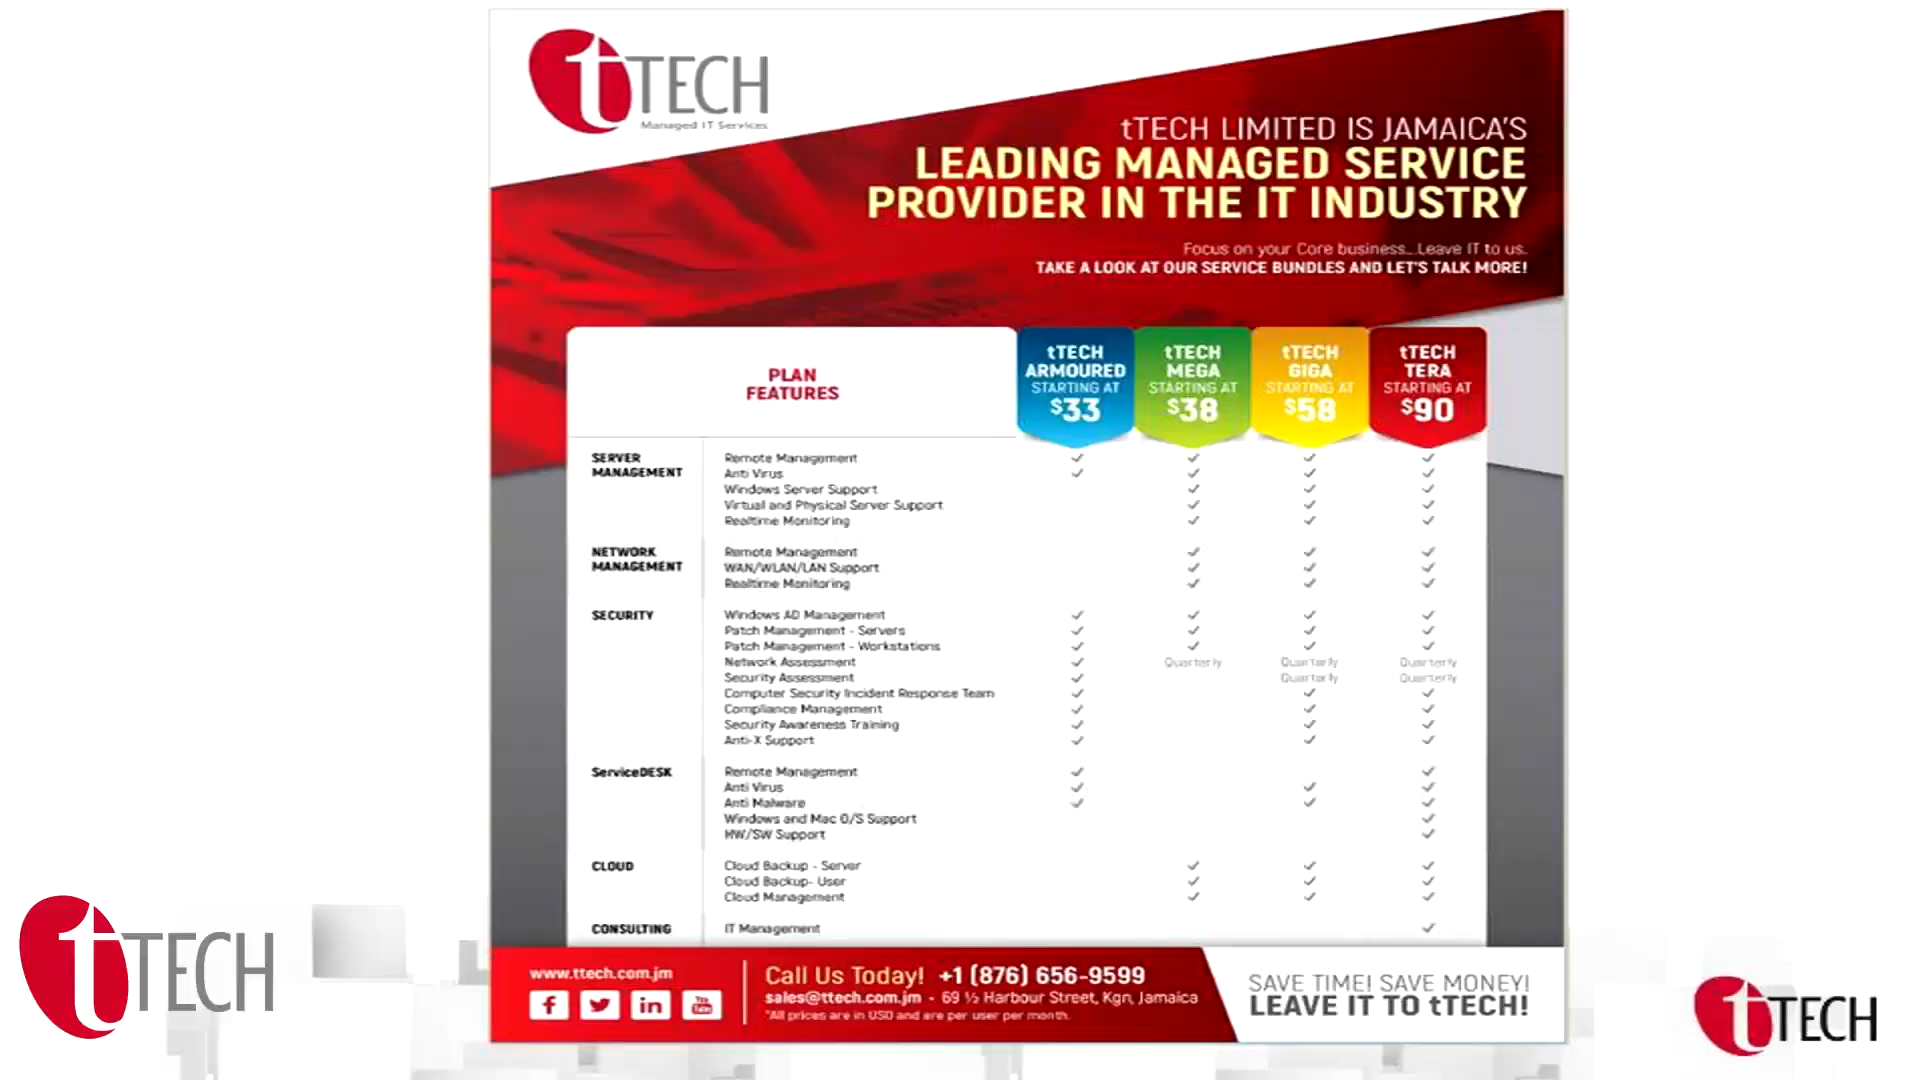 tTECH
Managed IT Services
tTECH LIMITED IS JAMAICA'S
LEADING MANAGED SERVICE
PROVIDER IN THE IT INDUSTRY
Focus on your Core business...Leave IT to us.
TAKE A LOOK AT OUR SERVICE BUNDLES AND LET'S TALK MORE!
PLAN
FEATURES
tTECH
ARMOURED
STARTING AT
$33
tTECH
MEGA
STARTING AT
$38
tTECH
GIGA
STARTING AT
$58
tTECH
TERA
STARTING AT
$90
SERVER
MANAGEMENT
Remote Management ✓ ✓ ✓ ✓
Anti Virus ✓ ✓ ✓ ✓
Windows Server Support ✓ ✓ ✓
Virtual and Physical Server Support ✓ ✓ ✓
Realtime Monitoring ✓ ✓ ✓
NETWORK
MANAGEMENT
Remote Management ✓ ✓ ✓
WAN/WLAN/LAN Support ✓ ✓ ✓
Realtime Monitoring ✓ ✓ ✓
SECURITY
Windows AD Management ✓ ✓ ✓ ✓
Patch Management - Servers ✓ ✓ ✓ ✓
Patch Management - Workstations ✓ ✓ ✓ ✓
Network Assessment ✓ Quarterly Quarterly Quarterly
Security Assessment ✓ Quarterly Quarterly
Computer Security Incident Response Team ✓ ✓ ✓
Compliance Management ✓ ✓ ✓
Security Awareness Training ✓ ✓ ✓
Anti-X Support ✓ ✓ ✓
ServiceDESK
Remote Management ✓ ✓
Anti Virus ✓ ✓ ✓
Anti Malware ✓ ✓ ✓
Windows and Mac O/S Support ✓
HW/SW Support ✓
CLOUD
Cloud Backup - Server ✓ ✓ ✓
Cloud Backup- User ✓ ✓ ✓
Cloud Management ✓ ✓ ✓
CONSULTING
IT Management ✓
www.ttech.com.jm
f in You Tube
Call Us Today! +1 (876) 656-9599
sales@ttech.com.jm - 69 ½ Harbour Street, Kgn, Jamaica
*All prices are in USD and are per user per month.
SAVE TIME! SAVE MONEY!
LEAVE IT TO tTECH!
tTECH
tTECH